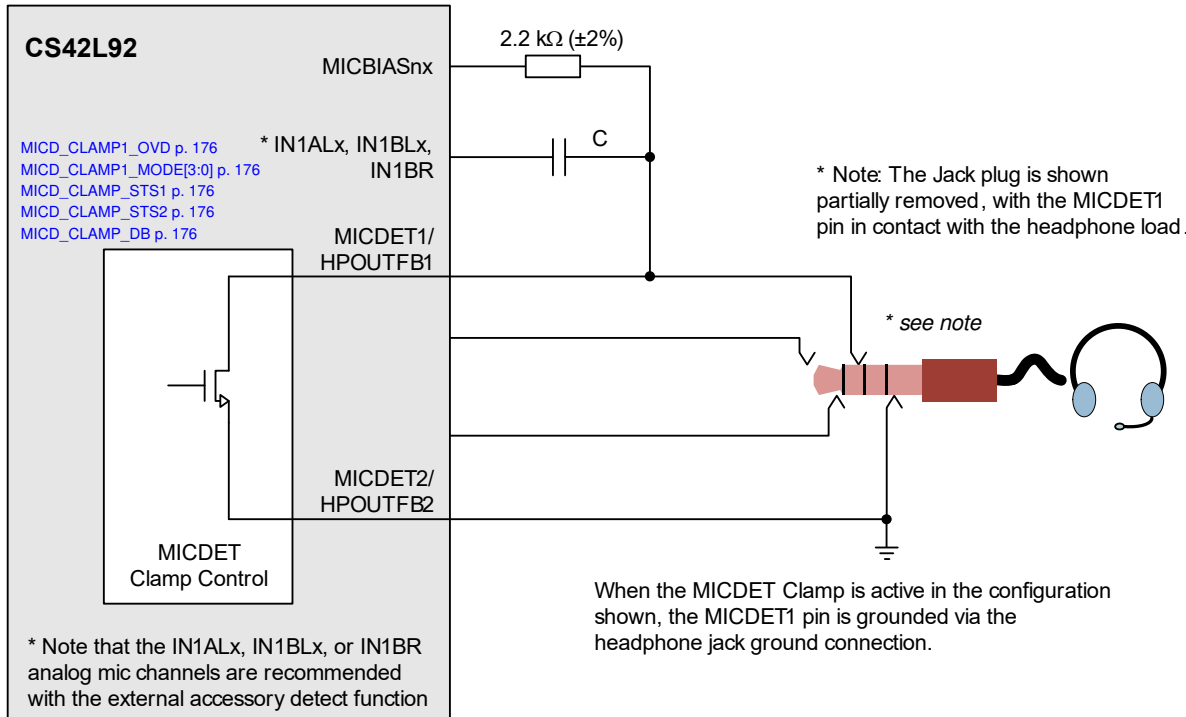 CS42L92
2.2 kΩ (±2%)
MICBIASnx
MICD_CLAMP1_OVD p. 176
MICD_CLAMP1_MODE[3:0] p. 176
MICD_CLAMP_STS1 p. 176
MICD_CLAMP_STS2 p. 176
MICD_CLAMP_DB p. 176
* IN1ALx, IN1BLx,
IN1BR
C
* Note: The Jack plug is shown
partially removed, with the MICDET1
pin in contact with the headphone load.
MICDET1/
HPOUTFB1
* see note
MICDET2/
HPOUTFB2
MICDET
Clamp Control
When the MICDET Clamp is active in the configuration
shown, the MICDET1 pin is grounded via the
headphone jack ground connection.
* Note that the IN1ALx, IN1BLx, or IN1BR
analog mic channels are recommended
with the external accessory detect function